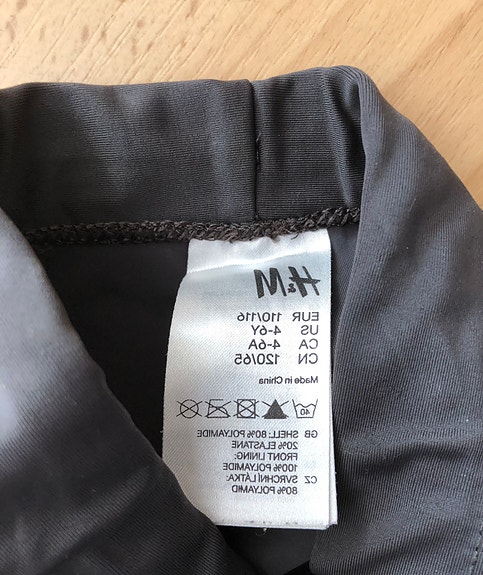 H&M
EUR 110/116
US 4-6Y
CA 4-6A
CN 120/65
Made in China
40
GB SHELL: 80% POLYAMIDE
20% ELASTANE
FRONT LINING:
100% POLYAMIDE
CZ SVRCHNÍ LÁTKA:
80% POLYAMID